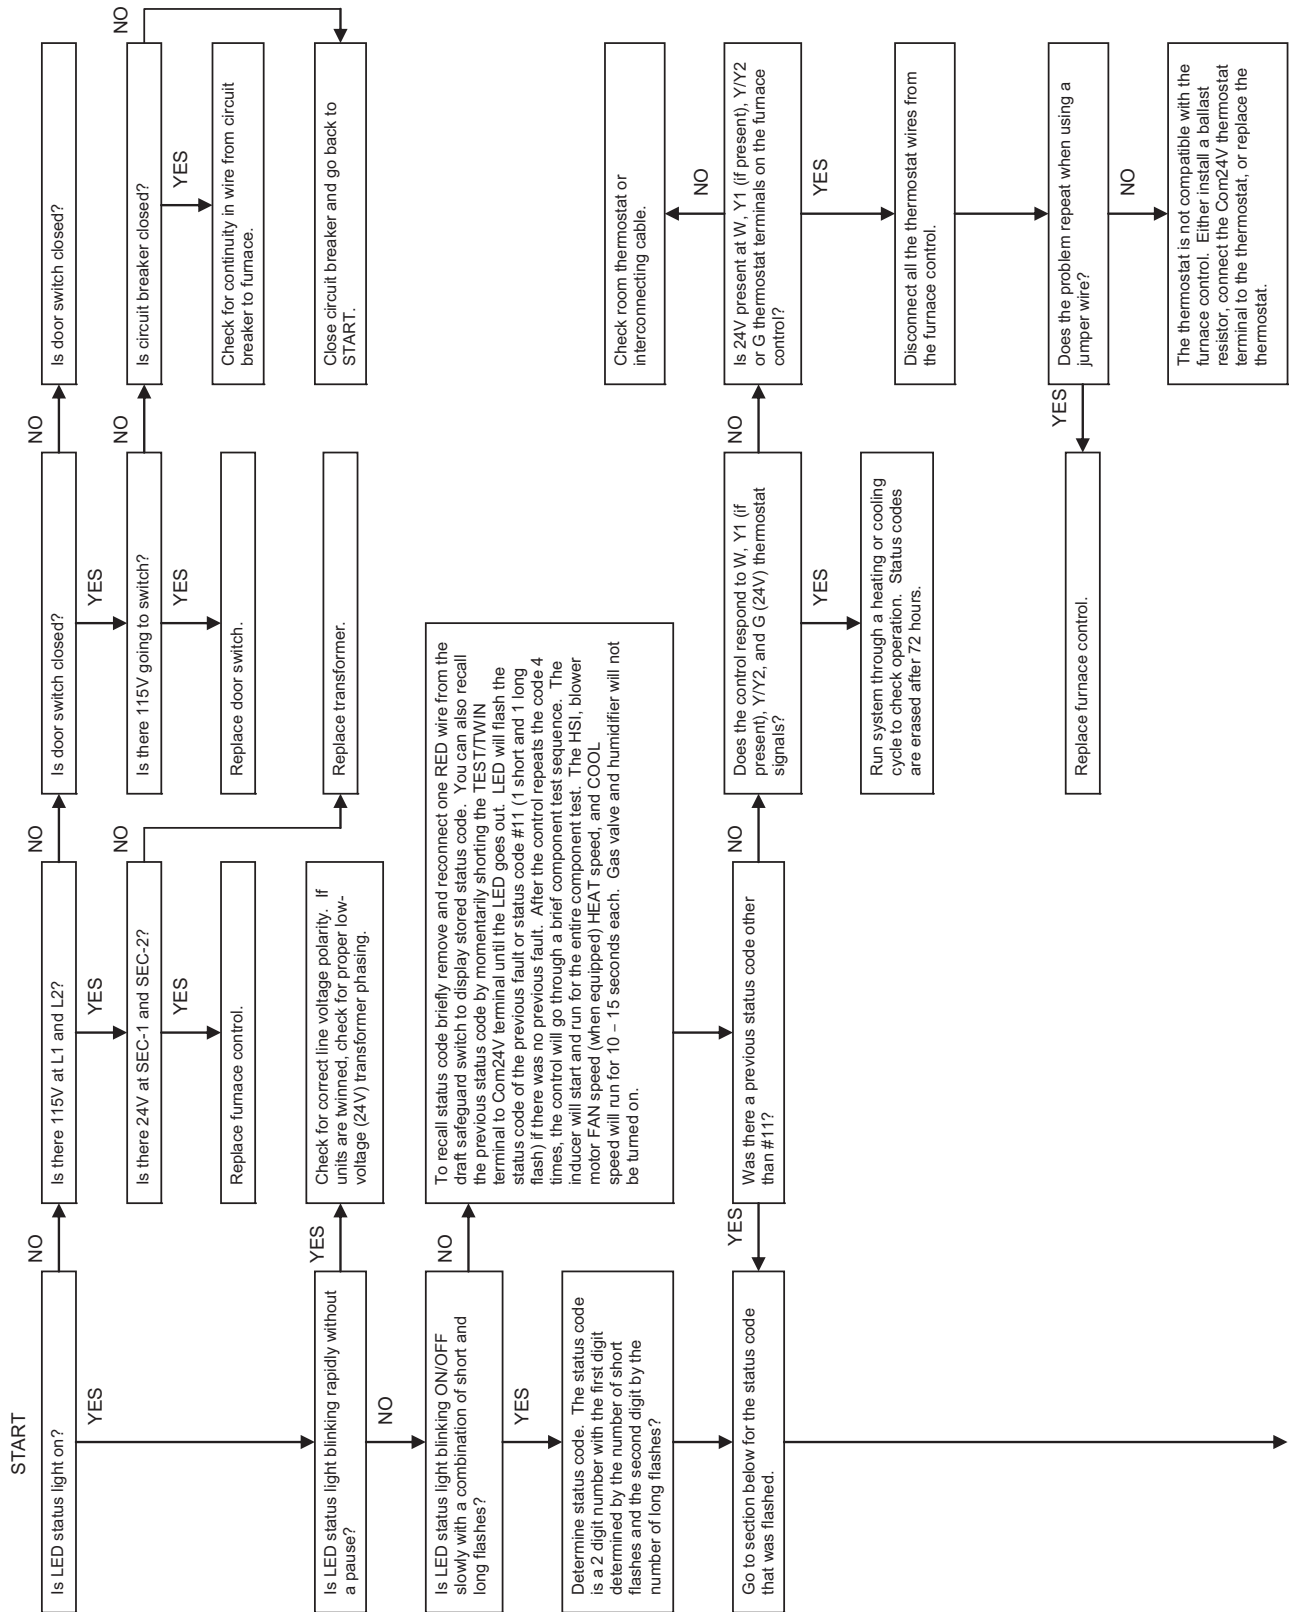 START
Is LED status light on?
NO
YES
Is there 115V at L1 and L2?
NO
YES
Is door switch closed?
NO
YES
Is door switch closed?
Is there 24V at SEC-1 and SEC-2?
NO
YES
Is there 115V going to switch?
NO
YES
Is circuit breaker closed?
NO
YES
Replace furnace control.
Replace door switch.
Check for continuity in wire from circuit
breaker to furnace.
Is LED status light blinking rapidly without
a pause?
YES
NO
Check for correct line voltage polarity. If
units are twinned, check for proper low-
voltage (24V) transformer phasing.
Replace transformer.
Close circuit breaker and go back to
START.
Is LED status light blinking ON/OFF
slowly with a combination of short and
long flashes?
NO
YES
To recall status code briefly remove and reconnect one RED wire from the
draft safeguard switch to display stored status code. You can also recall
the previous status code by momentarily shorting the TEST/TWIN
terminal to Com24V terminal until the LED goes out. LED will flash the
status code of the previous fault or status code #11 (1 short and 1 long
flash) if there was no previous fault. After the control repeats the code 4
times, the control will go through a brief component test sequence. The
inducer will start and run for the entire component test. The HSI, blower
motor FAN speed (when equipped) HEAT speed, and COOL
speed will run for 10 – 15 seconds each. Gas valve and humidifier will not
be turned on.
Determine status code. The status code
is a 2 digit number with the first digit
determined by the number of short
flashes and the second digit by the
number of long flashes?
Check room thermostat or
interconnecting cable.
NO
Go to section below for the status code
that was flashed.
YES
Was there a previous status code other
than #11?
NO
Does the control respond to W, Y1 (if
present), Y/Y2, and G (24V) thermostat
signals?
NO
YES
Is 24V present at W, Y1 (if present), Y/Y2
or G thermostat terminals on the furnace
control?
YES
Run system through a heating or cooling
cycle to check operation. Status codes
are erased after 72 hours.
Disconnect all the thermostat wires from
the furnace control.
Replace furnace control.
YES
Does the problem repeat when using a
jumper wire?
NO
The thermostat is not compatible with the
furnace control. Either install a ballast
resistor, connect the Com24V thermostat
terminal to the thermostat, or replace the
thermostat.